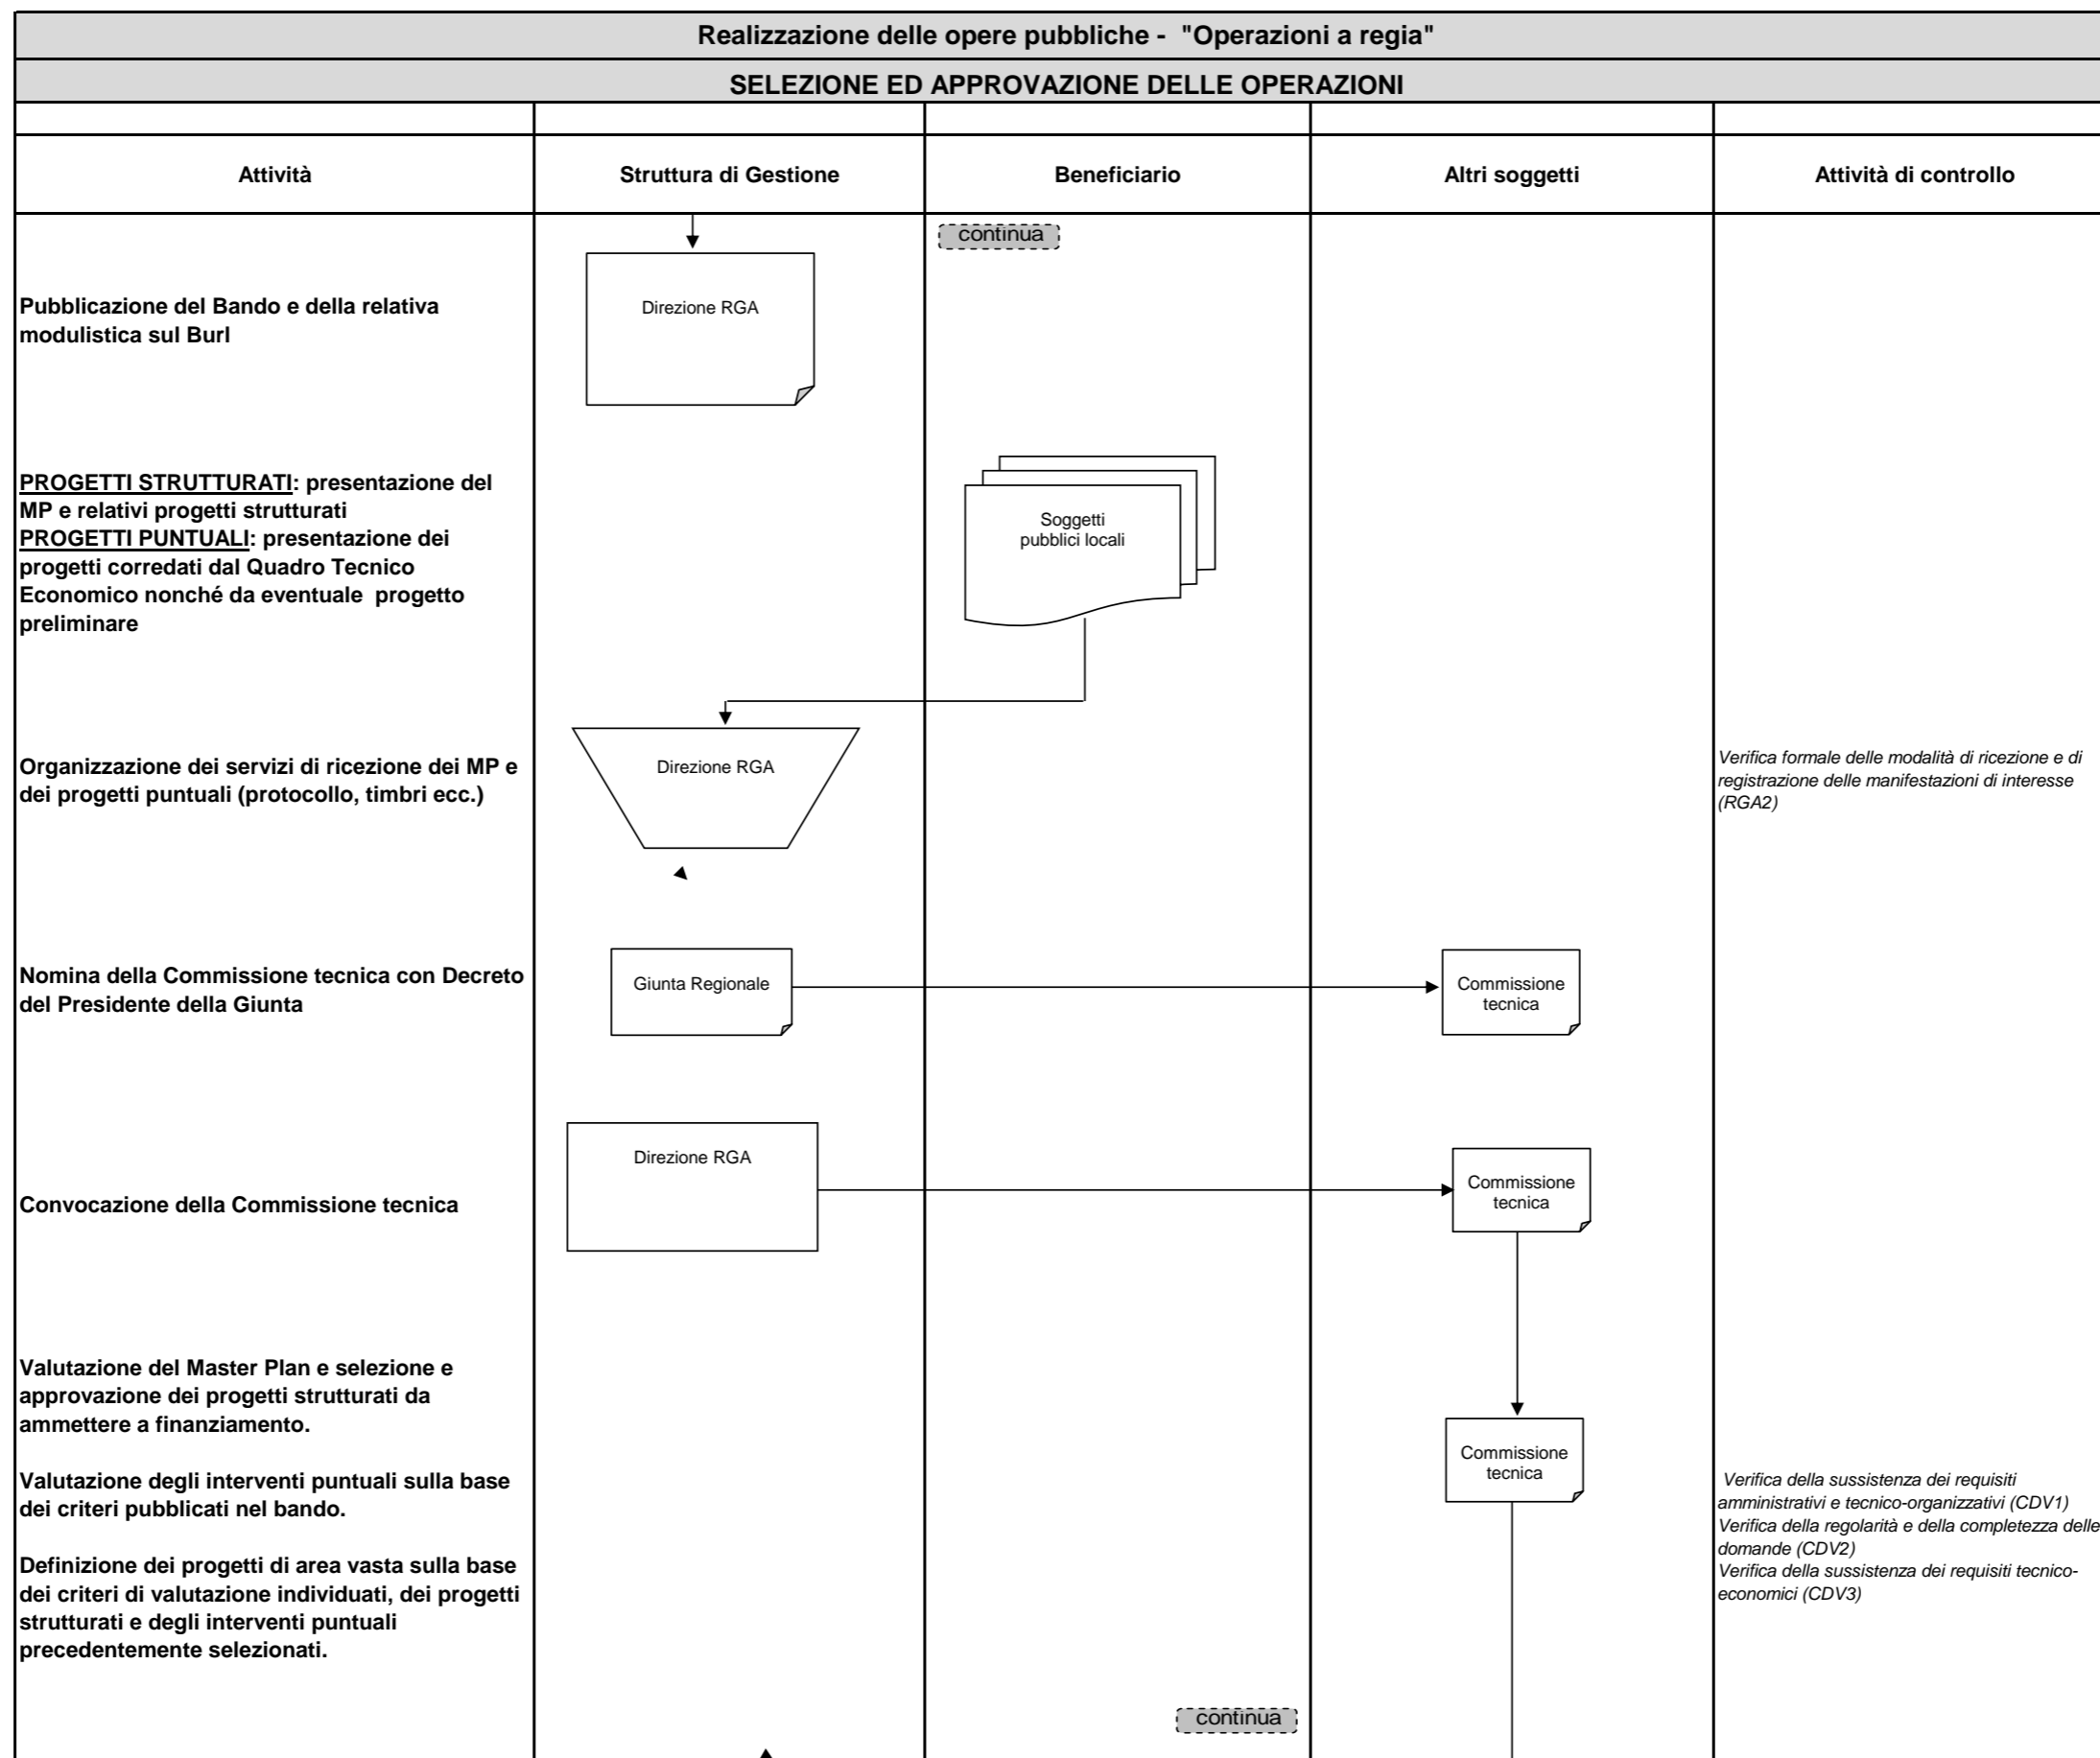 Realizzazione delle opere pubbliche -  "Operazioni a regia"
SELEZIONE ED APPROVAZIONE DELLE OPERAZIONI
Attività
Struttura di Gestione
Beneficiario
Altri soggetti
Attività di controllo
continua
Pubblicazione del Bando e della relativa
modulistica sul Burl
Direzione RGA
PROGETTI STRUTTURATI: presentazione del
MP e relativi progetti strutturati
PROGETTI PUNTUALI: presentazione dei
progetti corredati dal Quadro Tecnico
Economico nonché da eventuale  progetto
preliminare
Soggetti
pubblici locali
Organizzazione dei servizi di ricezione dei MP e
dei progetti puntuali (protocollo, timbri ecc.)
Direzione RGA
Verifica formale delle modalità di ricezione e di
registrazione delle manifestazioni di interesse
(RGA2)
Nomina della Commissione tecnica con Decreto
del Presidente della Giunta
Giunta Regionale
Commissione
tecnica
Convocazione della Commissione tecnica
Direzione RGA
Commissione
tecnica
Valutazione del Master Plan e selezione e
approvazione dei progetti strutturati da
ammettere a finanziamento.
Valutazione degli interventi puntuali sulla base
dei criteri pubblicati nel bando.
Definizione dei progetti di area vasta sulla base
dei criteri di valutazione individuati, dei progetti
strutturati e degli interventi puntuali
precedentemente selezionati.
Commissione
tecnica
Verifica della sussistenza dei requisiti
amministrativi e tecnico-organizzativi (CDV1)
Verifica della regolarità e della completezza delle
domande (CDV2)
Verifica della sussistenza dei requisiti tecnico-
economici (CDV3)
continua